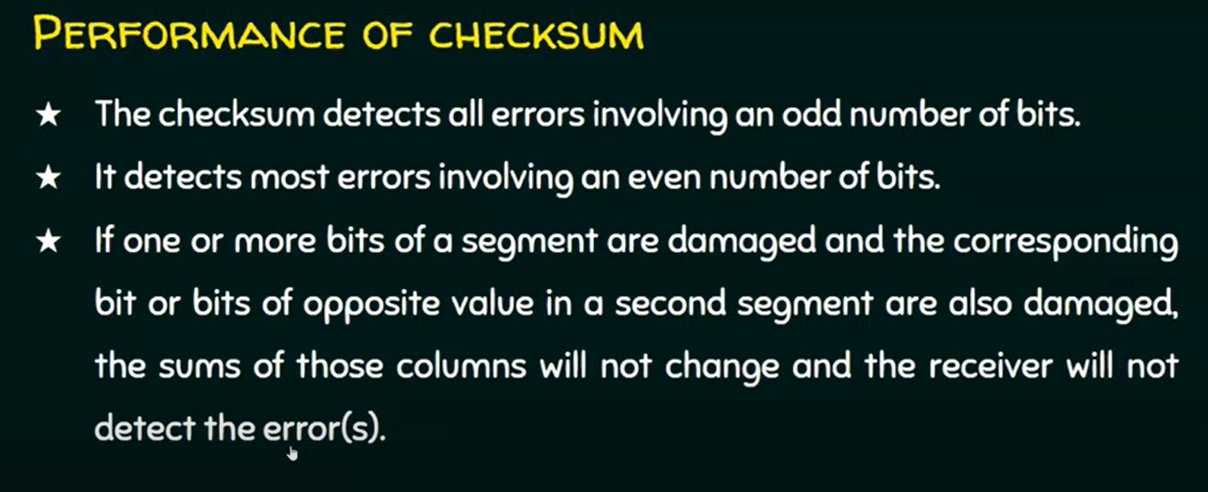 PERFORMANCE OF CHECKSUM
★ The checksum detects all errors involving an odd number of bits.
★ It detects most errors involving an even number of bits.
★ If one or more bits of a segment are damaged and the corresponding
bit or bits of opposite value in a second segment are also damaged,
the sums of those columns will not change and the receiver will not
detect the error(s).